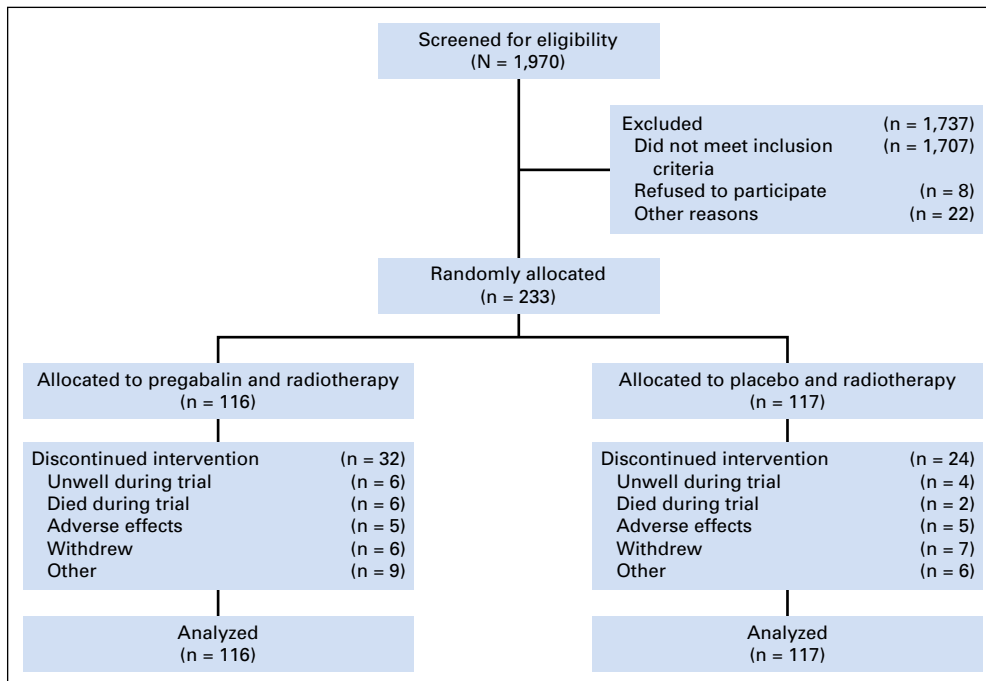 Screened for eligibility
(N = 1,970)
Excluded (n = 1,737)
Did not meet inclusion (n = 1,707)
criteria
Refused to participate (n = 8)
Other reasons (n = 22)
Randomly allocated
(n = 233)
Allocated to pregabalin and radiotherapy
(n = 116)
Discontinued intervention (n = 32)
Unwell during trial (n = 6)
Died during trial (n = 6)
Adverse effects (n = 5)
Withdrew (n = 6)
Other (n = 9)
Analyzed
(n = 116)
Allocated to placebo and radiotherapy
(n = 117)
Discontinued intervention (n = 24)
Unwell during trial (n = 4)
Died during trial (n = 2)
Adverse effects (n = 5)
Withdrew (n = 7)
Other (n = 6)
Analyzed
(n = 117)